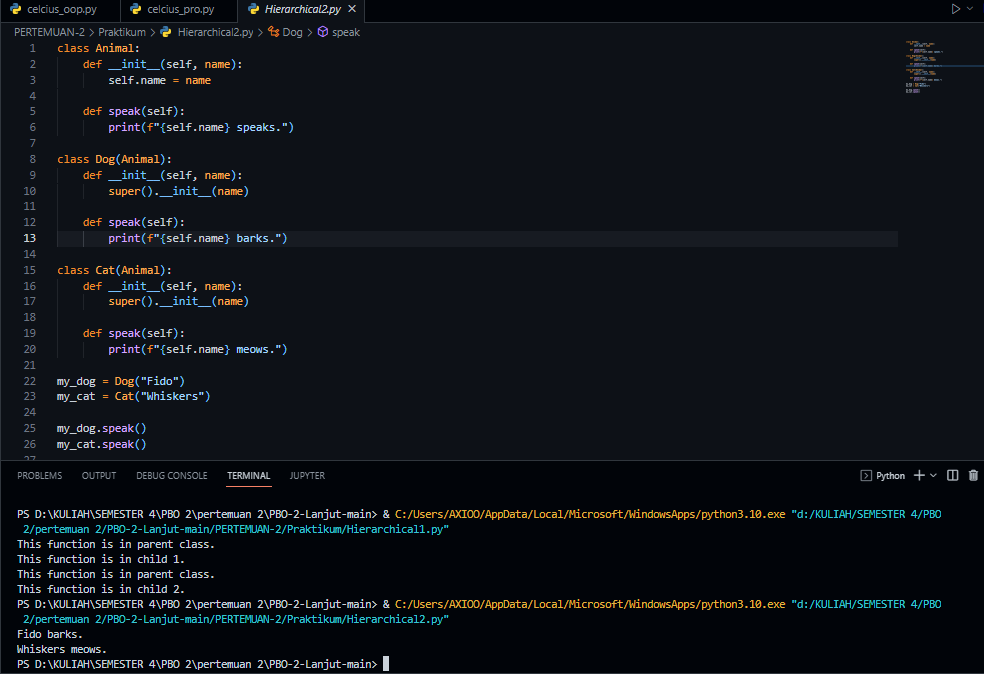 celcius_oop.py celcius_pro.py Hierarchical2.py
PERTEMUAN-2 > Praktikum > Hierarchical2.py > Dog > speak
1 class Animal:
2     def __init__(self, name):
3         self.name = name
4
5     def speak(self):
6         print(f"{self.name} speaks.")
7
8 class Dog(Animal):
9     def __init__(self, name):
10         super().__init__(name)
11
12     def speak(self):
13         print(f"{self.name} barks.")
14
15 class Cat(Animal):
16     def __init__(self, name):
17         super().__init__(name)
18
19     def speak(self):
20         print(f"{self.name} meows.")
21
22 my_dog = Dog("Fido")
23 my_cat = Cat("Whiskers")
24
25 my_dog.speak()
26 my_cat.speak()
27
PROBLEMS OUTPUT DEBUG CONSOLE TERMINAL JUPYTER Python
PS D:\KULIAH\SEMESTER 4\PBO 2\pertemuan 2\PBO-2-Lanjut-main> & C:/Users/AXIOO/AppData/Local/Microsoft/WindowsApps/python3.10.exe "d:/KULIAH/SEMESTER 4/PBO
2/pertemuan 2/PBO-2-Lanjut-main/PERTEMUAN-2/Praktikum/Hierarchical1.py"
This function is in parent class.
This function is in child 1.
This function is in parent class.
This function is in child 2.
PS D:\KULIAH\SEMESTER 4\PBO 2\pertemuan 2\PBO-2-Lanjut-main> & C:/Users/AXIOO/AppData/Local/Microsoft/WindowsApps/python3.10.exe "d:/KULIAH/SEMESTER 4/PBO
2/pertemuan 2/PBO-2-Lanjut-main/PERTEMUAN-2/Praktikum/Hierarchical2.py"
Fido barks.
Whiskers meows.
PS D:\KULIAH\SEMESTER 4\PBO 2\pertemuan 2\PBO-2-Lanjut-main>